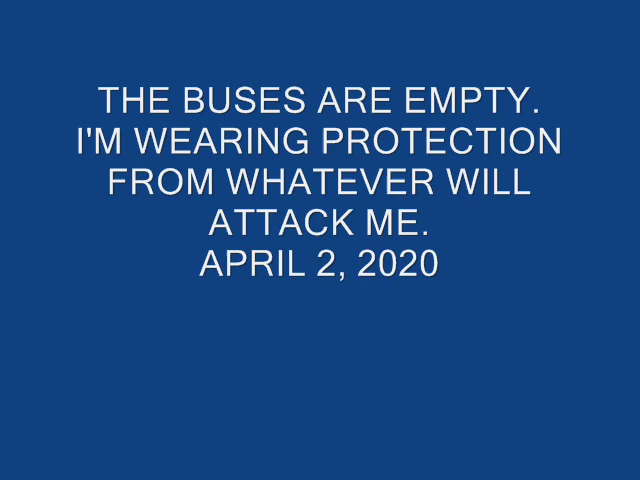 THE BUSES ARE EMPTY.
I'M WEARING PROTECTION
FROM WHATEVER WILL
ATTACK ME.
APRIL 2, 2020